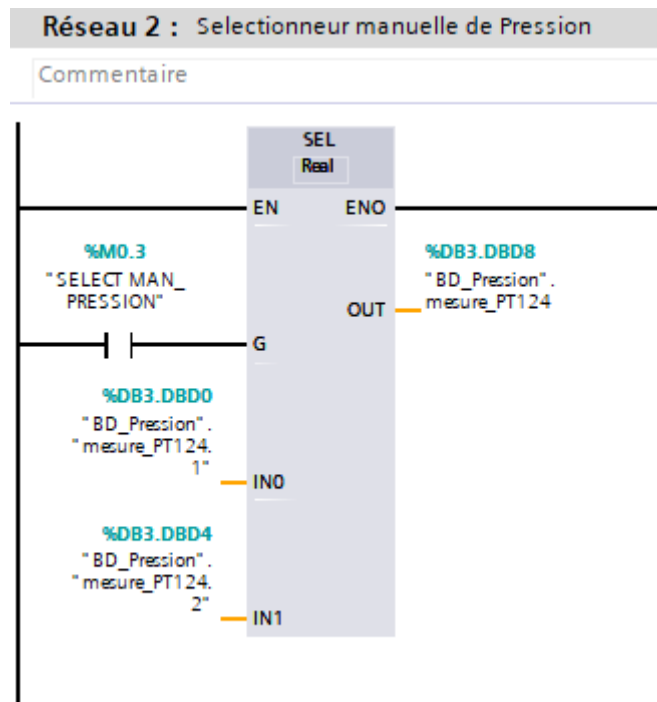 Réseau 2 : Selectionneur manuelle de Pression
Commentaire
SEL
Real
EN ENO
%M0.3
"SELECT MAN_
PRESSION"
G
%DB3.DBD8
"BD_Pression".
mesure_PT124
OUT
%DB3.DBD0
"BD_Pression".
"mesure_PT124.
1"
IN0
%DB3.DBD4
"BD_Pression".
"mesure_PT124.
2"
IN1